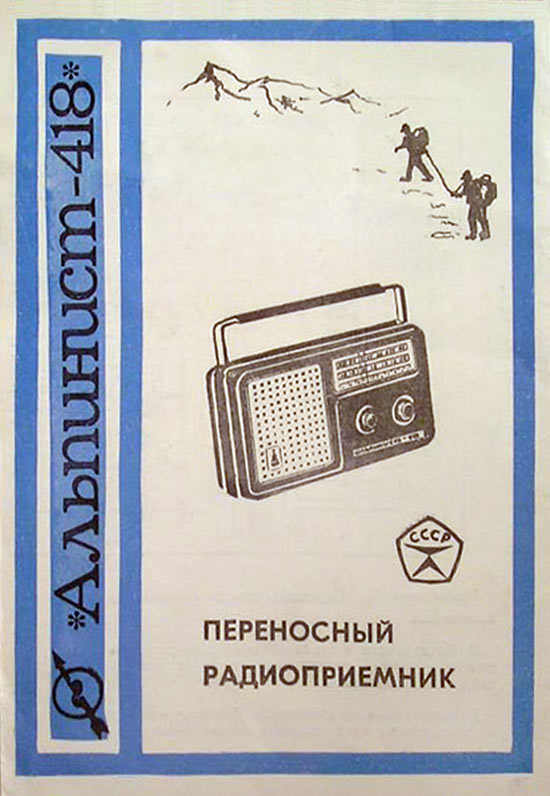 *Альпинист-418*
СССР
ПЕРЕНОСНЫЙ
РАДИОПРИЕМНИК